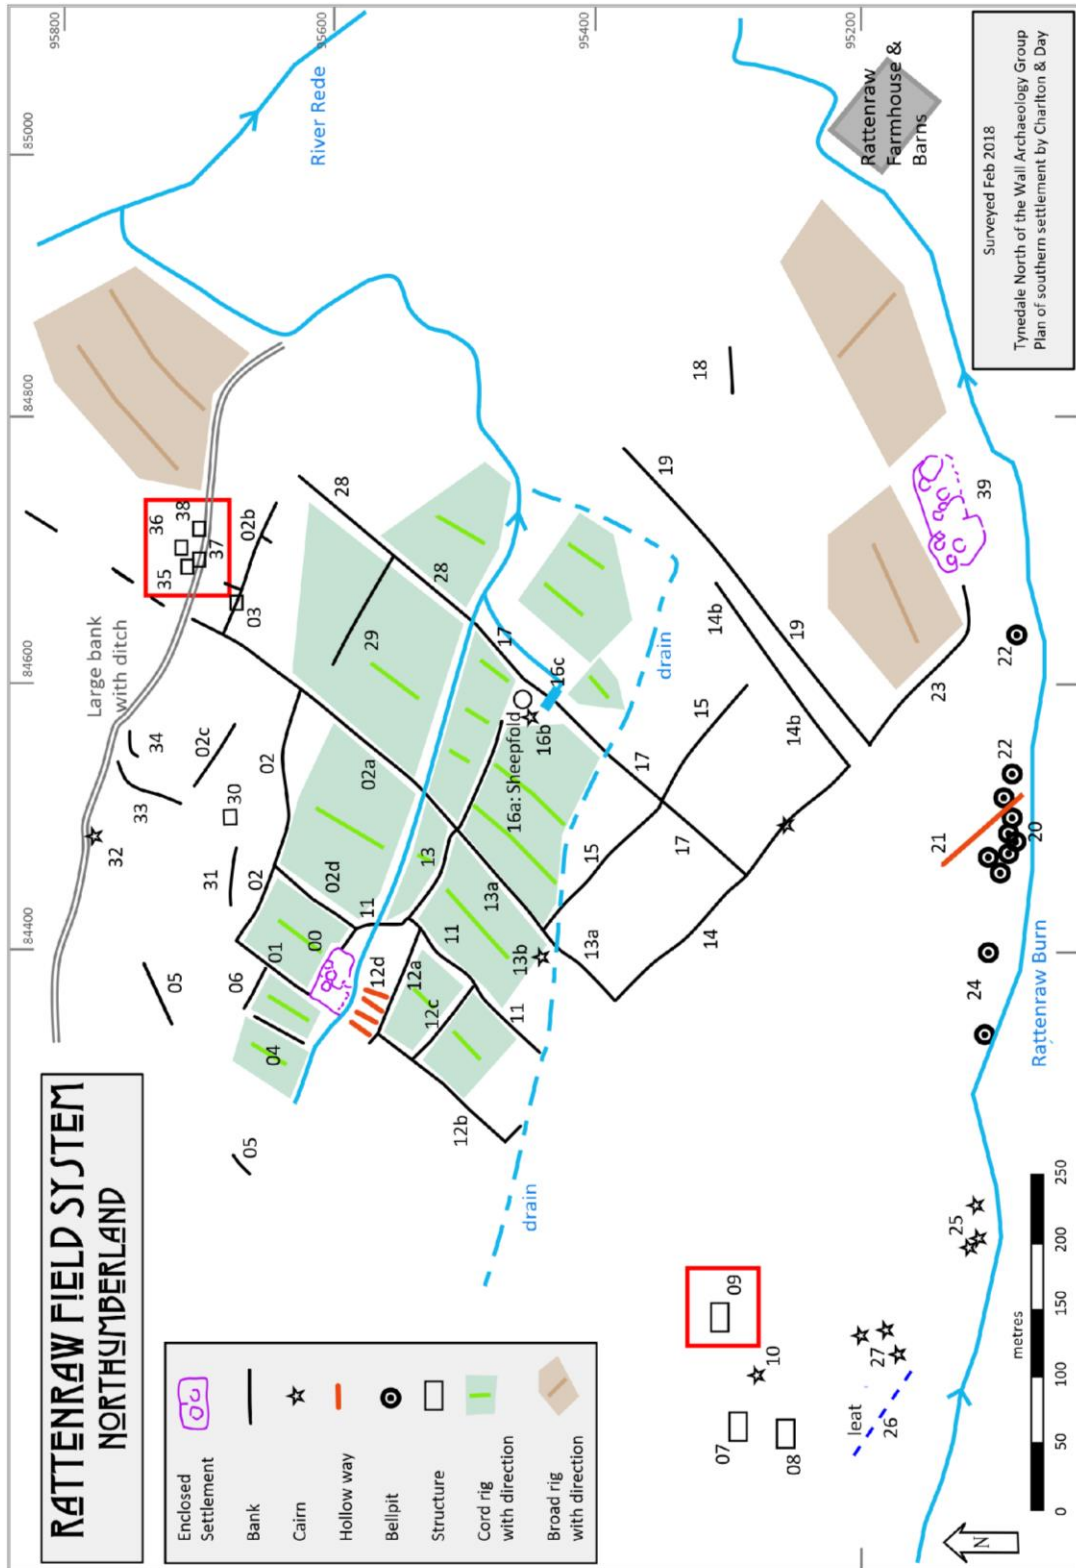 RATTENRAW FIELD SYSTEM
NORTHUMBERLAND
Enclosed
Settlement
Bank
Cairn
Hollow way
Bellpit
Structure
Cord rig
with direction
Broad rig
with direction
84400
84600
84800
85000
95800
95600
95400
95200
River Rede
Large bank
with ditch
36
35
38
37
02b
03
34
33
02c
32
30
31
02
02
05
06
01
00
04
05
02d
02a
29
28
28
11
13
12d
12a
12c
12b
11
11
13a
13b
13a
17
16c
16b
16a: Sheepfold
17
17
15
15
14b
14b
14
19
19
18
drain
drain
09
10
07
08
leat
26
27
25
24
20
21
22
22
23
39
Rattenraw
Farmhouse &
Barns
Rattenraw Burn
metres
0
50
100
150
200
250
N
Surveyed Feb 2018
Tynedale North of the Wall Archaeology Group
Plan of southern settlement by Charlton & Day